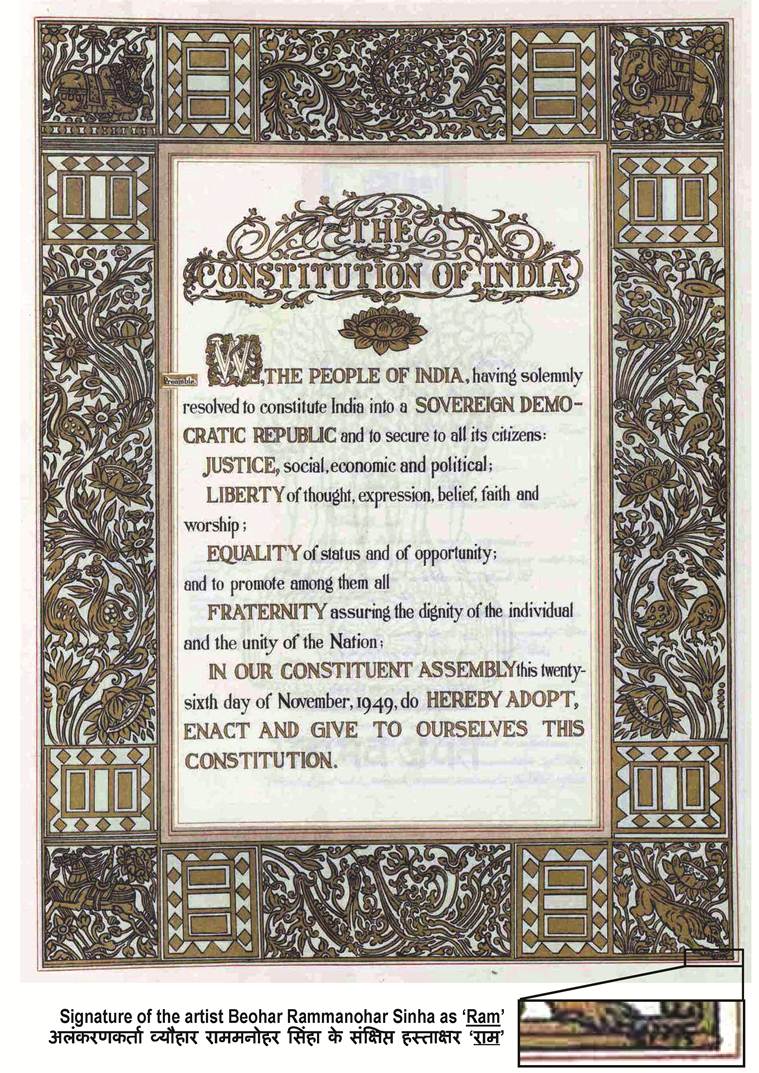 THE
CONSTITUTION OF INDIA
WE, THE PEOPLE OF INDIA, having solemnly
Preamble.
resolved to constitute India into a SOVEREIGN DEMO-
CRATIC REPUBLIC and to secure to all its citizens:
JUSTICE, social, economic and political;
LIBERTY of thought, expression, belief, faith and
worship;
EQUALITY of status and of opportunity;
and to promote among them all
FRATERNITY assuring the dignity of the individual
and the unity of the Nation;
IN OUR CONSTITUENT ASSEMBLY this twenty-
sixth day of November, 1949, do HEREBY ADOPT,
ENACT AND GIVE TO OURSELVES THIS
CONSTITUTION.
Signature of the artist Beohar Rammanohar Sinha as ‘Ram’
अलंकरणकर्ता व्यौहार राममनोहर सिंहा के संक्षिप्त हस्ताक्षर ‘राम’